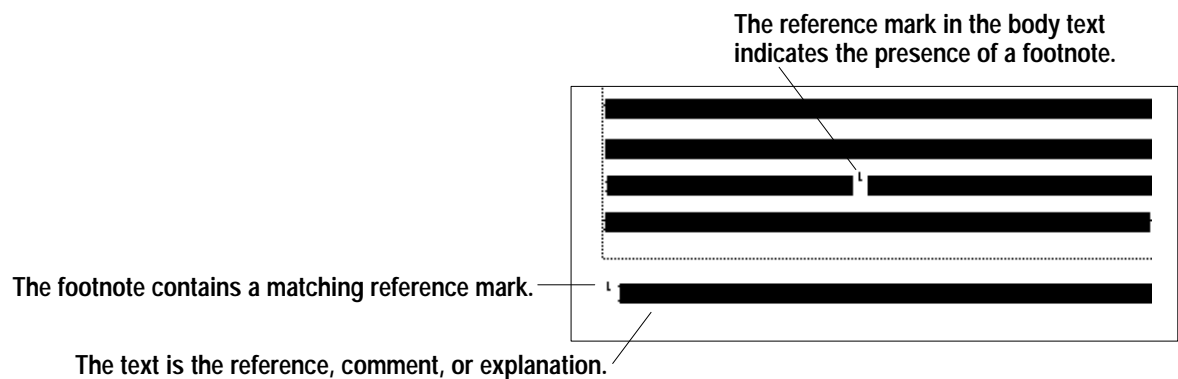 The reference mark in the body text
indicates the presence of a footnote.
The footnote contains a matching reference mark.
The text is the reference, comment, or explanation.